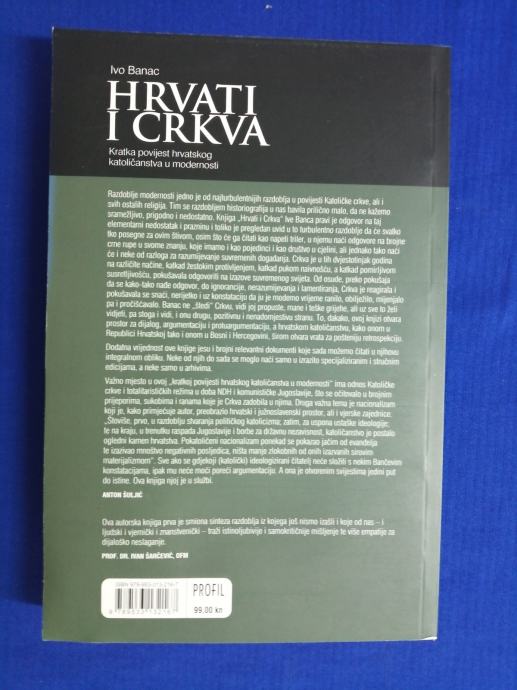 Ivo Banac
HRVATI
I CRKVA
Kratka povijest hrvatskog
katoličanstva u modernosti
Razdoblje modernosti jedno je od najturbulentnijih razdoblja u povijesti Katoličke crkve, ali i
svih ostalih religija. Tim se razdobljem historiografija u nas bavila prilično malo, da ne kažemo
sramežljivo, prigodno i nedostatno. Knjiga „Hrvati i Crkva" Ive Banca pravi je odgovor na taj
elementarni nedostatak i prazninu i toliko je pregledan uvid u to turbulentno razdoblje da će svatko
tko posegne za ovim štivom, osim što će ga čitati kao napeti triler, u njemu naći odgovore na brojne
crne rupe u svome znanju, koje imamo i kao pojedinci i kao društvo u cjelini, ali jednako tako naći
će i neke od razloga za razumijevanje suvremenih događanja. Crkva je u tih dvjestotinjak godina
na različite načine, katkad žestokim protivljenjem, katkad pukom naivnošću, a katkad pomirljivom
susretljivošću, pokušavala odgovoriti na izazove suvremenog svijeta. Od osude, preko pokušaja
da se kako-tako nađe odgovor, do ignorancije, nerazumijevanja i lamentiranja, Crkva je reagirala i
pokušavala se snaći, nerijetko i uz konstataciju da ju je moderno vrijeme ranilo, obilježilo, mijenjalo
pa i pročišćavalo. Banac ne „štedi" Crkvu, vidi joj propuste, mane i teške grijehe, ali uz sve to želi
vidjeti, pa stoga i vidi, i onu drugu, pozitivnu i nenadomjestivu stranu. To, dakako, ovoj knjizi otvara
prostor za dijalog, argumentaciju i protuargumentaciju, a hrvatskom katoličanstvu, kako onom u
Republici Hrvatskoj tako i onom u Bosni i Hercegovini, širom otvara vrata za pošteniju retrospekciju.
Dodatna vrijednost ove knjige jesu i brojni relevantni dokumenti koje sada možemo čitati u njihovu
integralnom obliku. Neke od njih do sada se moglo naći samo u izrazito specijaliziranim i stručnim
edicijama, a neke samo u arhivima.
Važno mjesto u ovoj „kratkoj povijesti hrvatskog katoličanstva u modernosti" ima odnos Katoličke
crkve i totalitarističkih režima u doba NDH i komunističke Jugoslavije, što se očitovalo u brojnim
prijeporima, sukobima i ranama koje je Crkva zadobila u njima. Druga važna tema je nacionalizam
koji je, kako primjećuje autor, preobrazio hrvatski i južnoslavenski prostor, ali i vjerske zajednice.
„Štoviše, prvo, u razdoblju stvaranja političkog katolicizma; zatim, za uspona ustaške ideologije;
te na kraju, u trenutku raspada Jugoslavije i borbe za državnu nezavisnost, katoličanstvo je postalo
ogledni kamen hrvatstva. Pokatoličeni nacionalizam ponekad se pokazao jačim od evanđelja
te izazivao mnoštvo negativnih posljedica, ništa manje zlokobnih od onih izazvanih sirovim
materijalizmom". Sve ako se gdjekoji (katolički) ideologizirani čitatelj neće složiti s nekim Bančevim
konstatacijama, ipak mu neće moći poreći argumentaciju. A ona je otvorenim svijestima jedini put
do istine. Ova knjiga njoj je u službi.
ANTON ŠULJIĆ
Ova autorska knjiga prva je smiona sinteza razdoblja iz kojega još nismo izašli i koje od nas – i
ljudski i vjernički i znanstvenički – traži istinoljubivije i samokritičnije mišljenje te više empatije za
dijaloško neslaganje.
PROF. DR. IVAN ŠARČEVIĆ, OFM
ISBN 978-953-313-216-7
9 789533 132167
PROFIL
99,00 kn